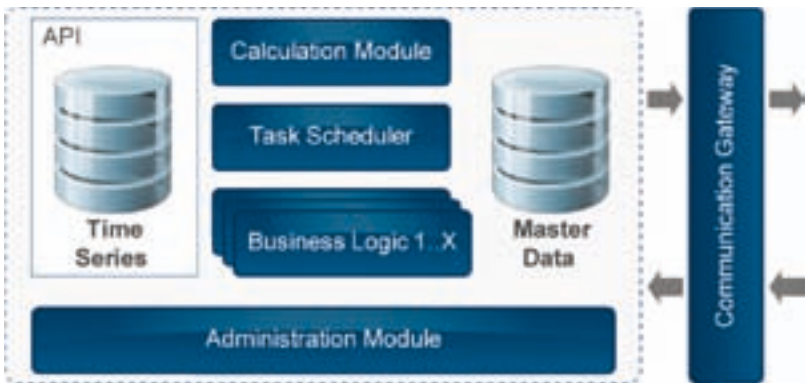 API
Time
Series
Calculation Module
Task Scheduler
Business Logic 1..X
Master
Data
Administration Module
Communication Gateway